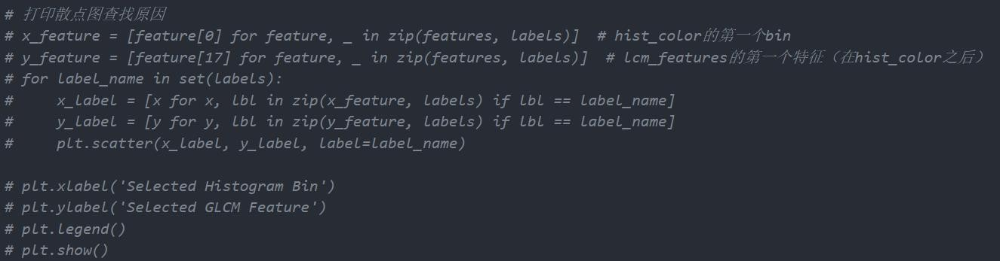 # 打印散点图查找原因
# x_feature = [feature[0] for feature, _ in zip(features, labels)]  # hist_color的第一个bin
# y_feature = [feature[17] for feature, _ in zip(features, labels)]  # lcm_features的第一个特征（在hist_color之后）
# for label_name in set(labels):
#     x_label = [x for x, lbl in zip(x_feature, labels) if lbl == label_name]
#     y_label = [y for y, lbl in zip(y_feature, labels) if lbl == label_name]
#     plt.scatter(x_label, y_label, label=label_name)

# plt.xlabel('Selected Histogram Bin')
# plt.ylabel('Selected GLCM Feature')
# plt.legend()
# plt.show()